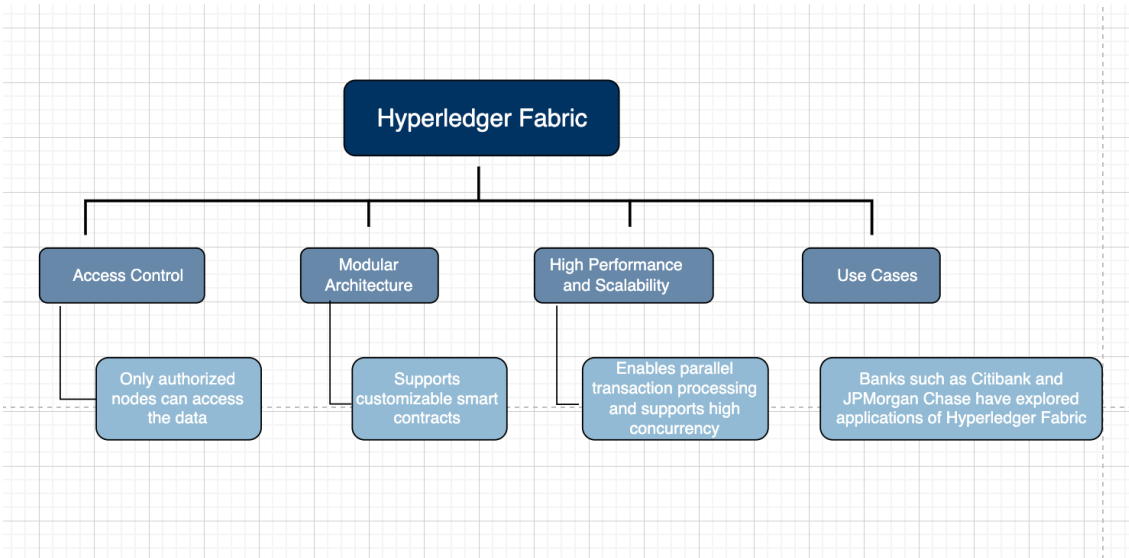 Hyperledger Fabric
Access Control
Modular
Architecture
High Performance
and Scalability
Use Cases
Only authorized
nodes can access
the data
Supports
customizable smart
contracts
Enables parallel
transaction processing
and supports high
concurrency
Banks such as Citibank and
JPMorgan Chase have explored
applications of Hyperledger Fabric